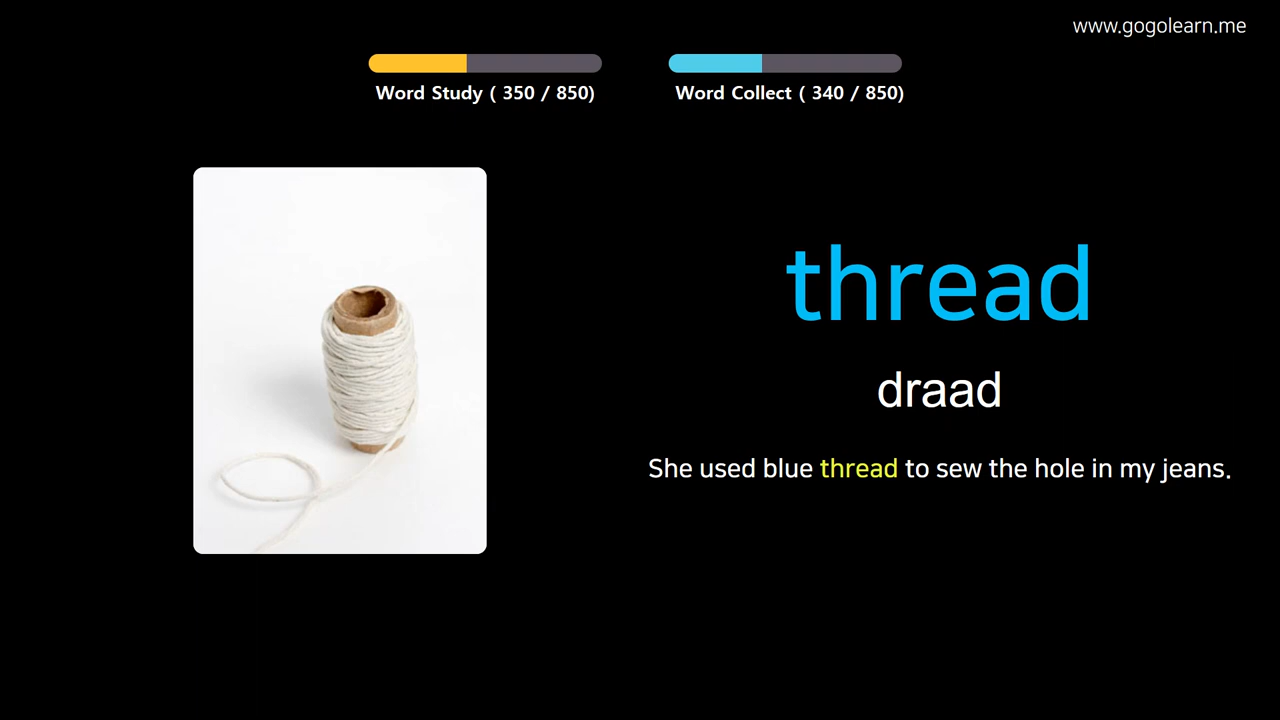 www.gogolearn.me
Word Study ( 350 / 850)
Word Collect ( 340 / 850)
thread
draad
She used blue thread to sew the hole in my jeans.